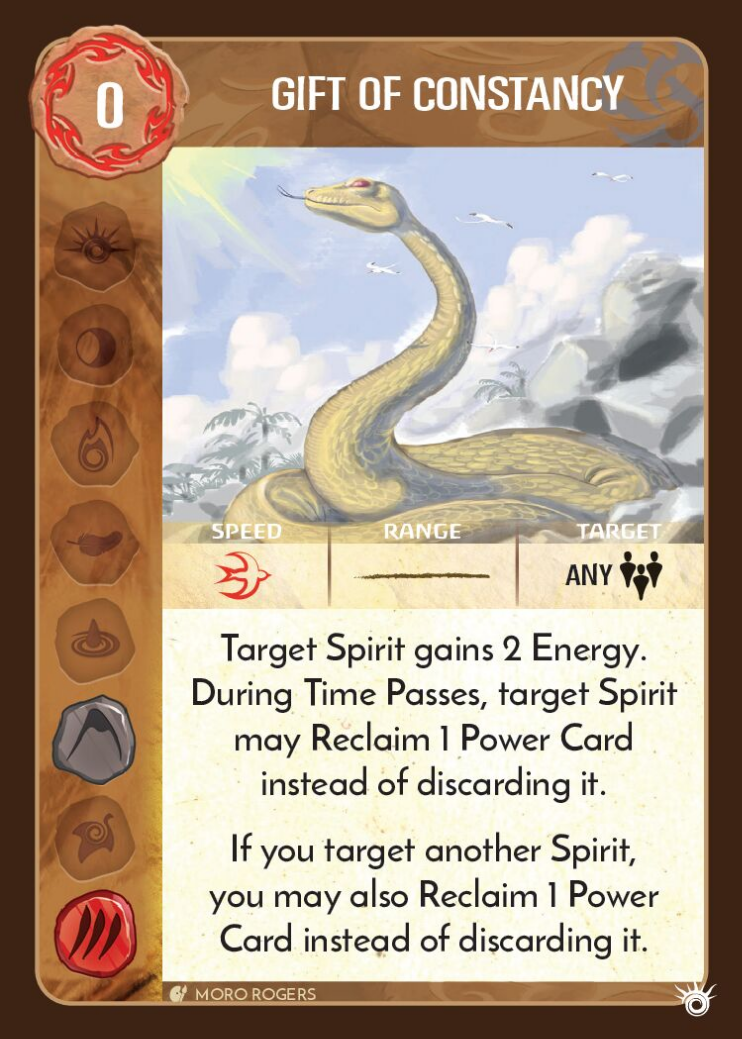 0
GIFT OF CONSTANCY
SPEED RANGE TARGET
ANY
Target Spirit gains 2 Energy.
During Time Passes, target Spirit
may Reclaim 1 Power Card
instead of discarding it.
If you target another Spirit,
you may also Reclaim 1 Power
Card instead of discarding it.
MORO ROGERS